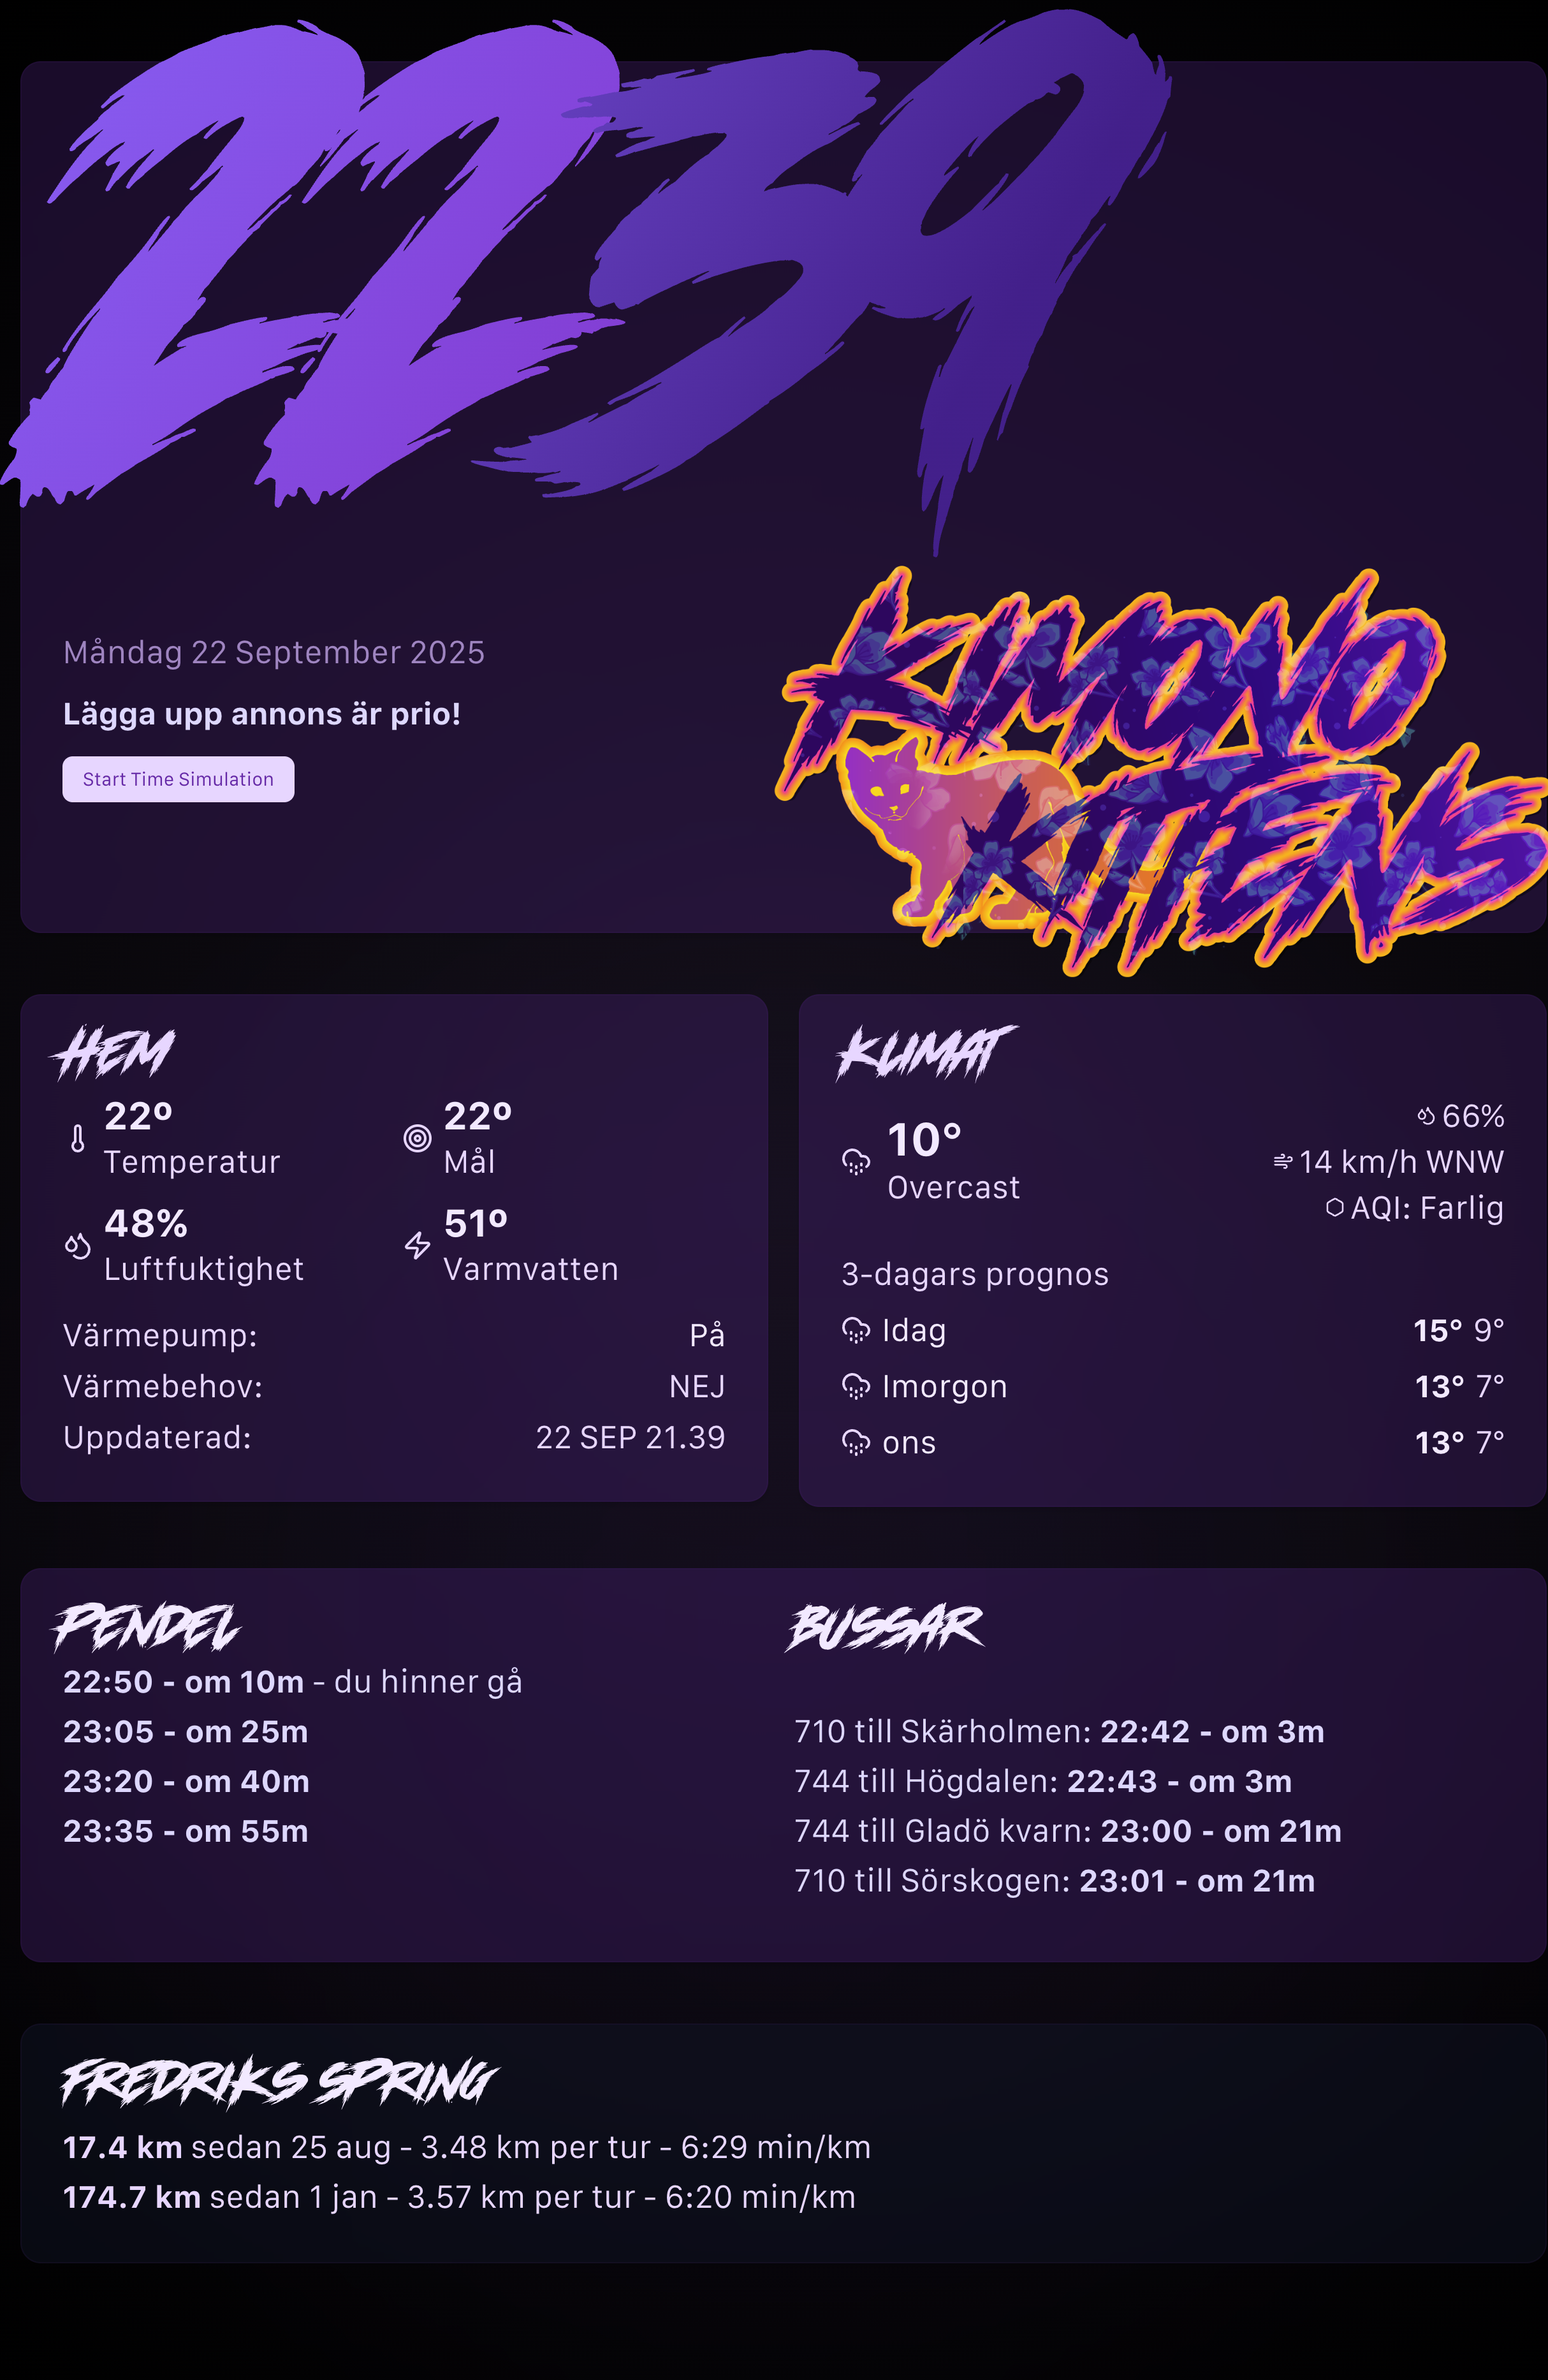 2239
Måndag 22 September 2025
Lägga upp annons är prio!
Start Time Simulation
KIMONO
KITTENS
HEM
22º
Temperatur
22º
Mål
48%
Luftfuktighet
51º
Varmvatten
Värmepump: På
Värmebehov: NEJ
Uppdaterad: 22 SEP 21.39
KLIMAT
10°
Overcast
66%
14 km/h WNW
AQI: Farlig
3-dagars prognos
Idag 15° 9°
Imorgon 13° 7°
ons 13° 7°
PENDEL
22:50 - om 10m - du hinner gå
23:05 - om 25m
23:20 - om 40m
23:35 - om 55m
BUSSAR
710 till Skärholmen: 22:42 - om 3m
744 till Högdalen: 22:43 - om 3m
744 till Gladö kvarn: 23:00 - om 21m
710 till Sörskogen: 23:01 - om 21m
FREDRIKS SPRING
17.4 km sedan 25 aug - 3.48 km per tur - 6:29 min/km
174.7 km sedan 1 jan - 3.57 km per tur - 6:20 min/km